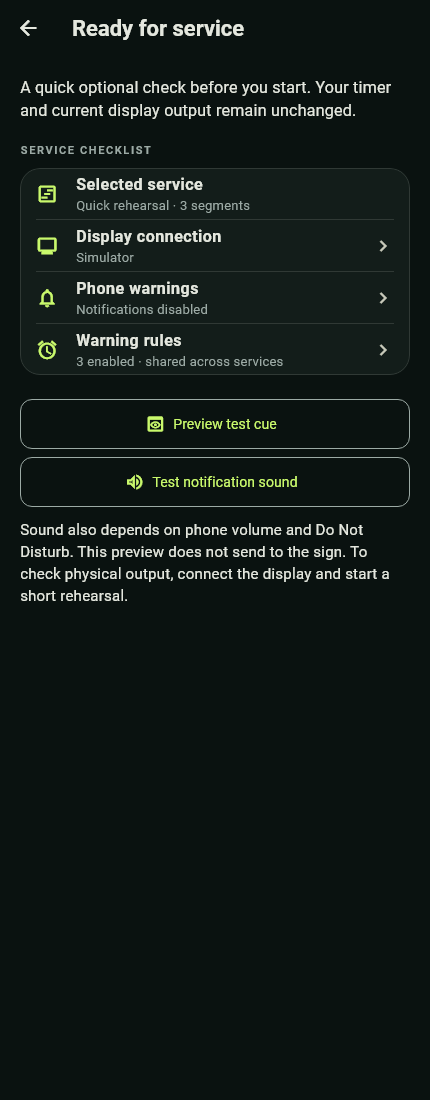 Ready for service
A quick optional check before you start. Your timer
and current display output remain unchanged.
SERVICE CHECKLIST
Selected service
Quick rehearsal · 3 segments
Display connection
Simulator
Phone warnings
Notifications disabled
Warning rules
3 enabled · shared across services
Preview test cue
Test notification sound
Sound also depends on phone volume and Do Not
Disturb. This preview does not send to the sign. To
check physical output, connect the display and start a
short rehearsal.